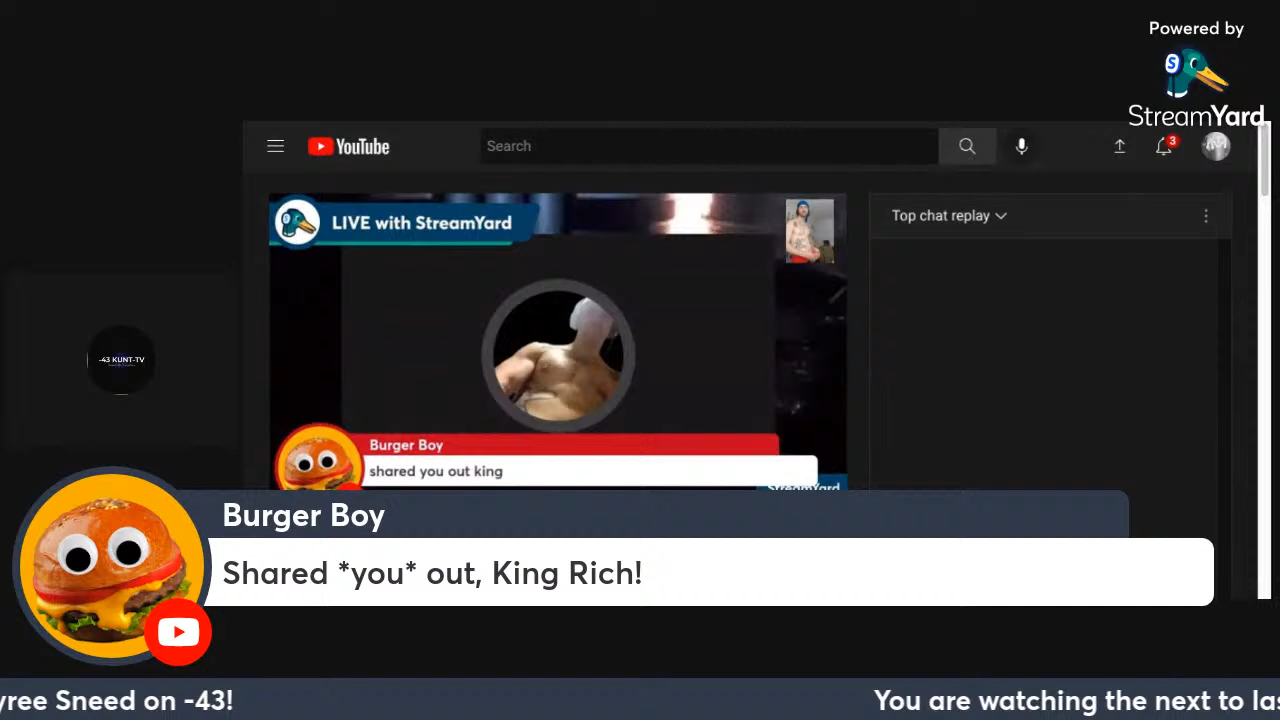 Powered by
StreamYard
YouTube
Search
3
LIVE with StreamYard
Top chat replay
-43 KUNT-TV
Burger Boy
shared you out king
StreamYard
Burger Boy
Shared *you* out, King Rich!
yree Sneed on -43!
You are watching the next to las